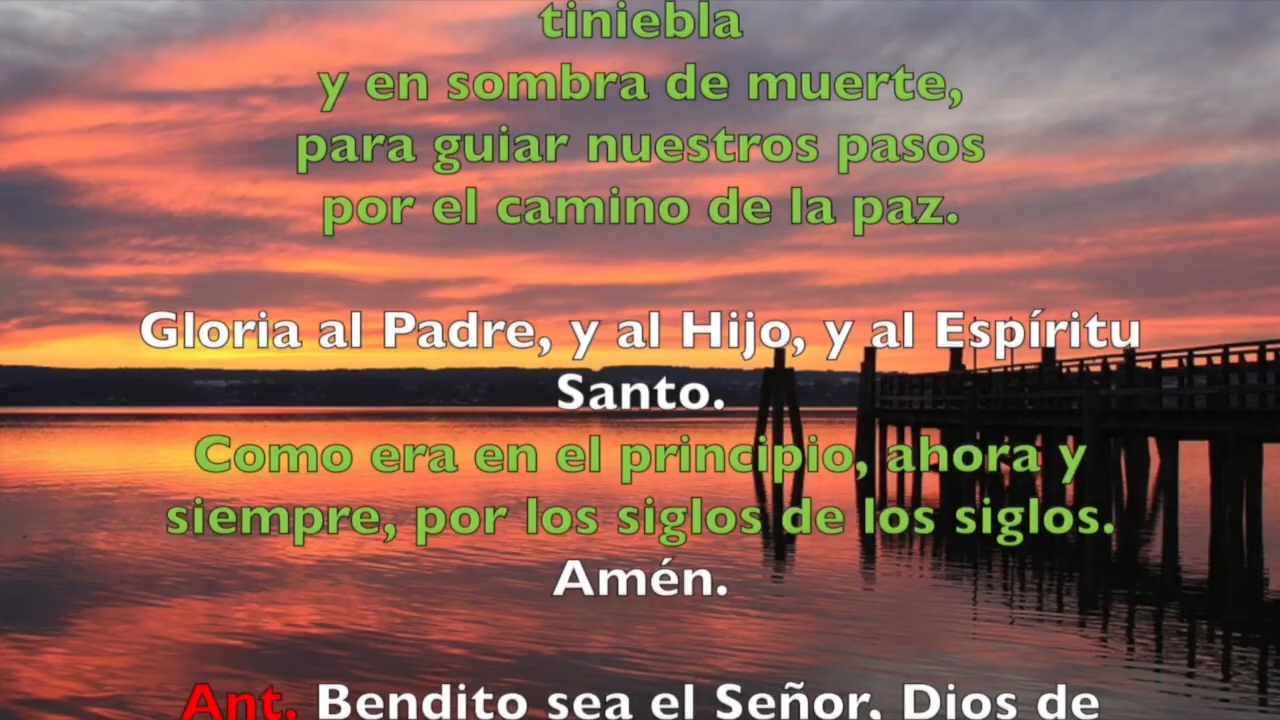 tiniebla
y en sombra de muerte,
para guiar nuestros pasos
por el camino de la paz.
Gloria al Padre, y al Hijo, y al Espíritu
Santo.
Como era en el principio, ahora y
siempre, por los siglos de los siglos.
Amén.
Ant. Bendito sea el Señor, Dios de